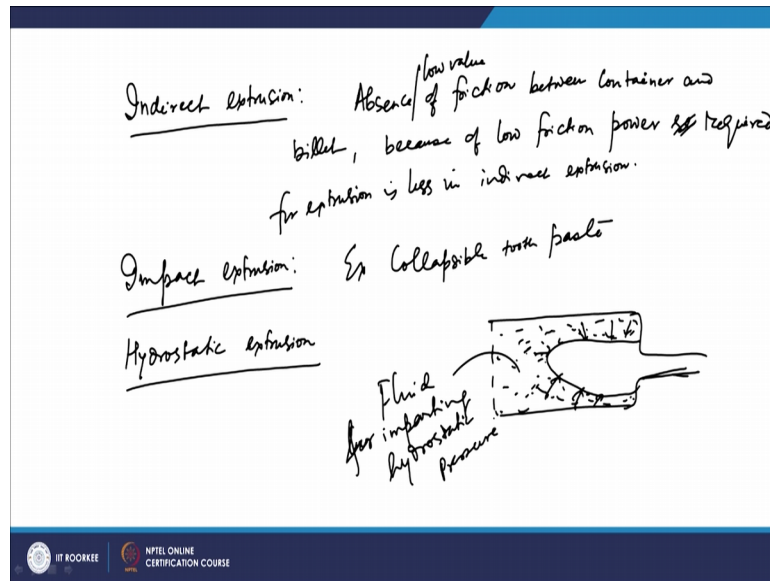 Indirect extrusion: Absence/low value of friction between container and
billet, because of low friction power required
for extrusion is less in indirect extrusion.
Impact extrusion: Ex Collapsible tooth paste
Hydrostatic extrusion
Fluid
for imparting
hydrostatic
pressure
IIT ROORKEE
NPTEL ONLINE
CERTIFICATION COURSE